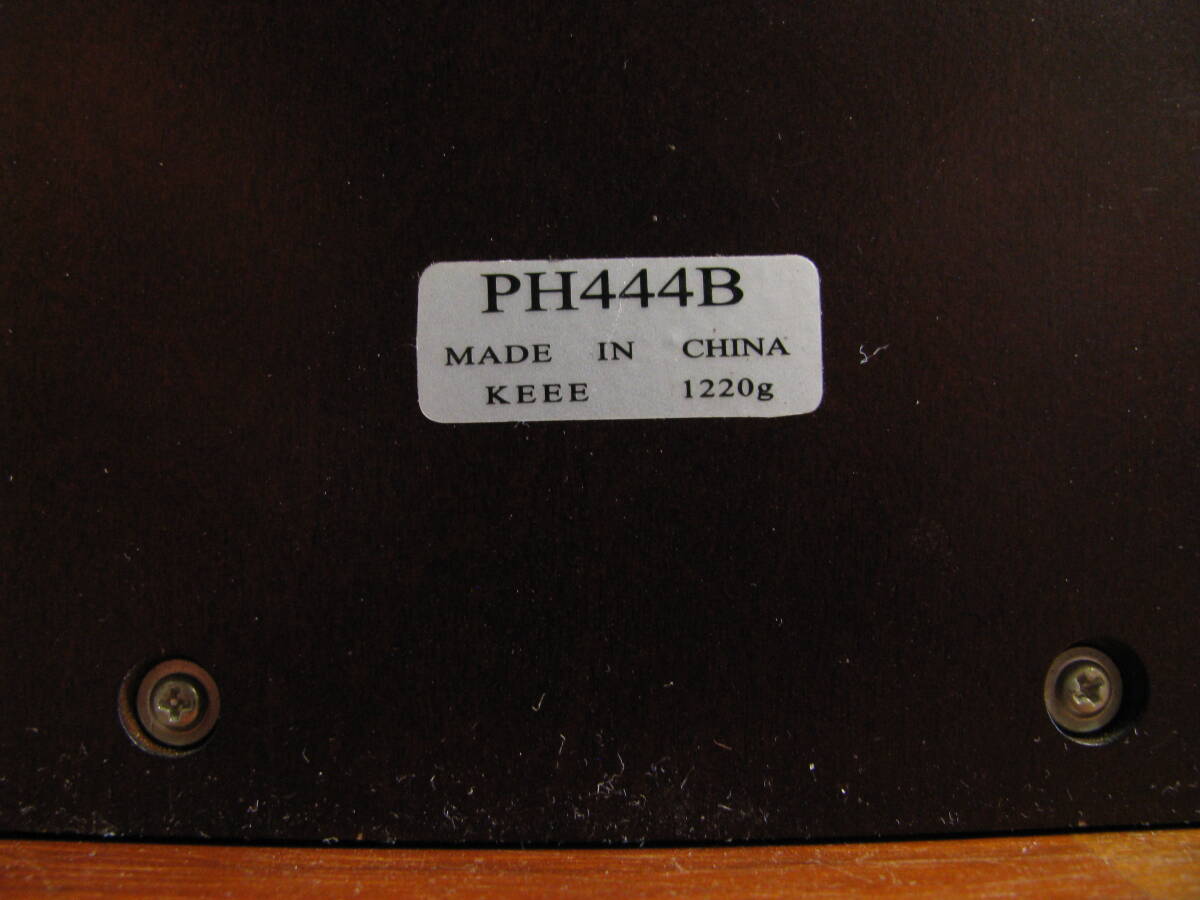 PH444B
MADE IN CHINA
KEEE 1220g